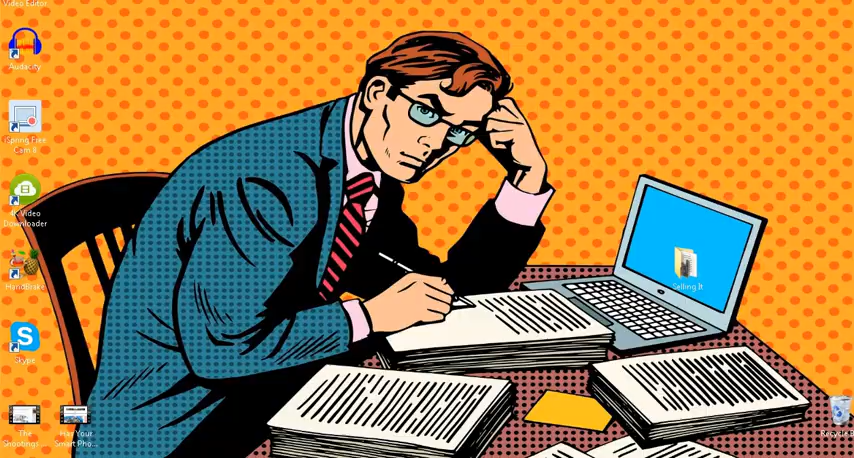 Video Editor
Audacity
iSpring Free
Cam 8
4K Video
Downloader
HandBrake
Skype
The
Shootings ...
Has Your
Smart Pho...
Selling It
Recycle B